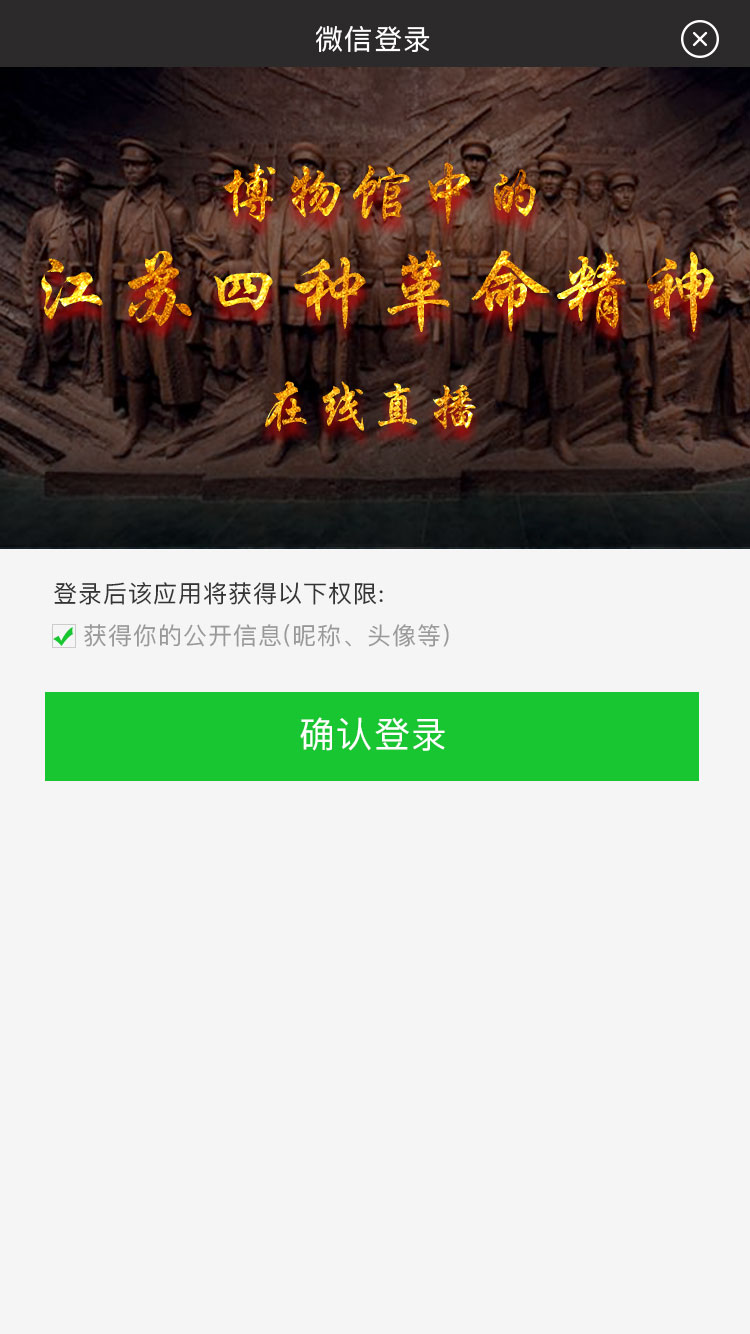 微信登录
博物馆中的
江苏四种革命精神
在线直播
登录后该应用将获得以下权限:
获得你的公开信息(昵称、头像等)
确认登录